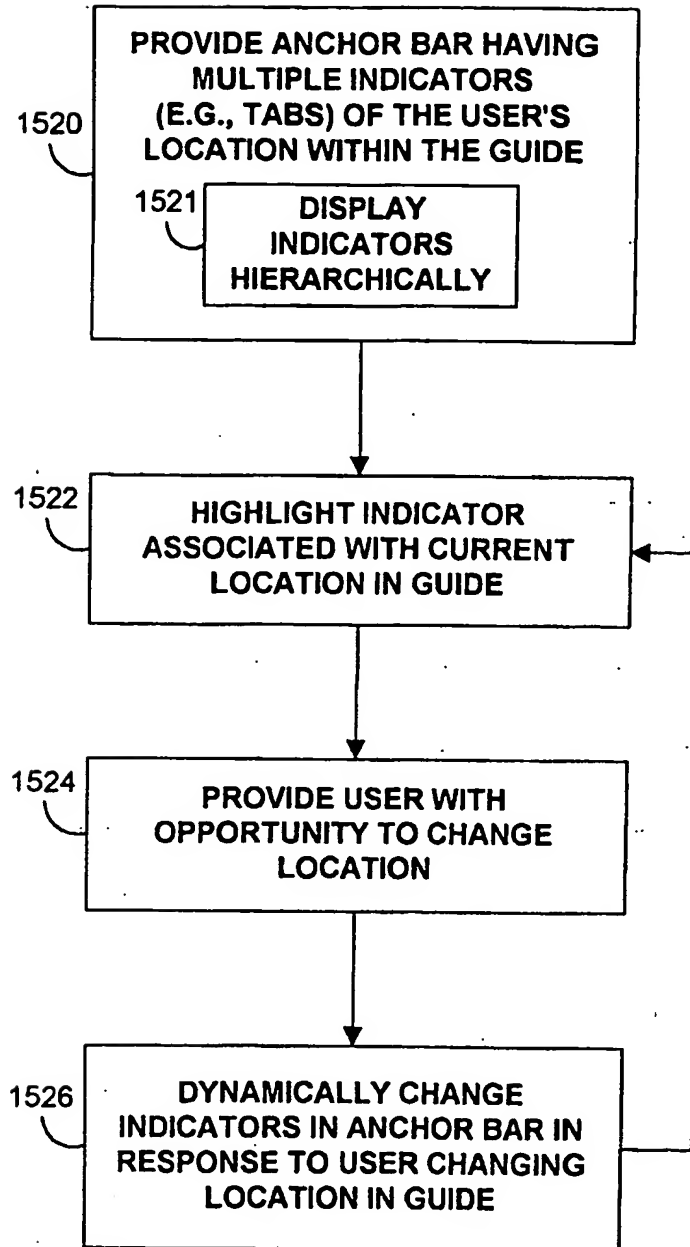 1520
PROVIDE ANCHOR BAR HAVING
MULTIPLE INDICATORS
(E.G., TABS) OF THE USER'S
LOCATION WITHIN THE GUIDE
1521
DISPLAY
INDICATORS
HIERARCHICALLY
1522
HIGHLIGHT INDICATOR
ASSOCIATED WITH CURRENT
LOCATION IN GUIDE
1524
PROVIDE USER WITH
OPPORTUNITY TO CHANGE
LOCATION
1526
DYNAMICALLY CHANGE
INDICATORS IN ANCHOR BAR IN
RESPONSE TO USER CHANGING
LOCATION IN GUIDE